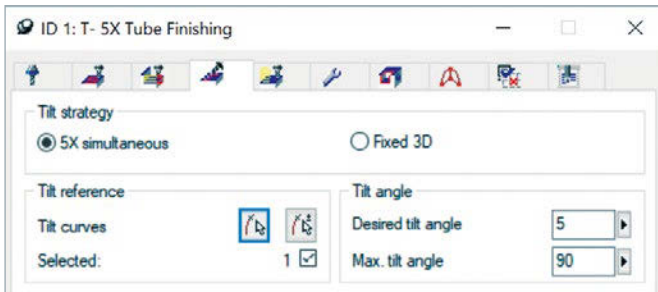 ID 1: T- 5X Tube Finishing
Tilt strategy
5X simultaneous
Fixed 3D
Tilt reference
Tilt curves
Selected: 1
Tilt angle
Desired tilt angle 5
Max. tilt angle 90